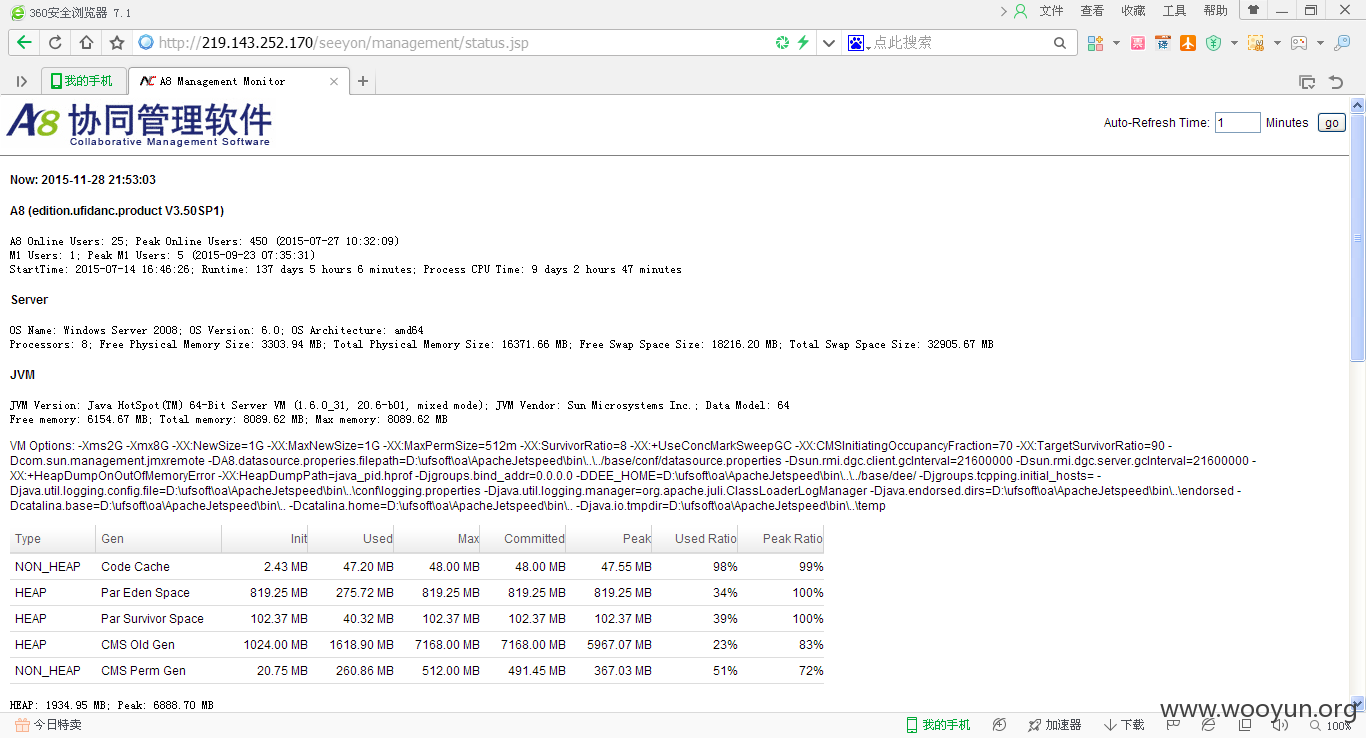 360安全浏览器 7.1
文件 查看 收藏 工具 帮助
http://219.143.252.170/seeyon/management/status.jsp
点此搜索
我的手机
A8 Management Monitor
A8 协同管理软件
Collaborative Management Software
Auto-Refresh Time: 1 Minutes go
Now: 2015-11-28 21:53:03
A8 (edition.ufidanc.product V3.50SP1)
A8 Online Users: 25; Peak Online Users: 450 (2015-07-27 10:32:09)
M1 Users: 1; Peak M1 Users: 5 (2015-09-23 07:35:31)
StartTime: 2015-07-14 16:46:26; Runtime: 137 days 5 hours 6 minutes; Process CPU Time: 9 days 2 hours 47 minutes
Server
OS Name: Windows Server 2008; OS Version: 6.0; OS Architecture: amd64
Processors: 8; Free Physical Memory Size: 3303.94 MB; Total Physical Memory Size: 16371.66 MB; Free Swap Space Size: 18216.20 MB; Total Swap Space Size: 32905.67 MB
JVM
JVM Version: Java HotSpot(TM) 64-Bit Server VM (1.6.0_31, 20.6-b01, mixed mode); JVM Vendor: Sun Microsystems Inc.; Data Model: 64
Free memory: 6154.67 MB; Total memory: 8089.62 MB; Max memory: 8089.62 MB
VM Options: -Xms2G -Xmx8G -XX:NewSize=1G -XX:MaxNewSize=1G -XX:MaxPermSize=512m -XX:SurvivorRatio=8 -XX:+UseConcMarkSweepGC -XX:CMSInitiatingOccupancyFraction=70 -XX:TargetSurvivorRatio=90 -
Dcom.sun.management.jmxremote -DA8.datasource.properies.filepath=D:\ufsoft\oa\ApacheJetspeed\bin\..\../base/conf/datasource.properties -Dsun.rmi.dgc.client.gcInterval=21600000 -Dsun.rmi.dgc.server.gcInterval=21600000 -
XX:+HeapDumpOnOutOfMemoryError -XX:HeapDumpPath=java_pid.hprof -Djgroups.bind_addr=0.0.0.0 -DDEE_HOME=D:\ufsoft\oa\ApacheJetspeed\bin\..\../base/dee/ -Djgroups.tcpping.initial_hosts= -
Djava.util.logging.config.file=D:\ufsoft\oa\ApacheJetspeed\bin\..\conf\logging.properties -Djava.util.logging.manager=org.apache.juli.ClassLoaderLogManager -Djava.endorsed.dirs=D:\ufsoft\oa\ApacheJetspeed\bin\..\endorsed -
Dcatalina.base=D:\ufsoft\oa\ApacheJetspeed\bin\.. -Dcatalina.home=D:\ufsoft\oa\ApacheJetspeed\bin\.. -Djava.io.tmpdir=D:\ufsoft\oa\ApacheJetspeed\bin\..\temp
Type Gen Init Used Max Committed Peak Used Ratio Peak Ratio
NON_HEAP Code Cache 2.43 MB 47.20 MB 48.00 MB 48.00 MB 47.55 MB 98% 99%
HEAP Par Eden Space 819.25 MB 275.72 MB 819.25 MB 819.25 MB 819.25 MB 34% 100%
HEAP Par Survivor Space 102.37 MB 40.32 MB 102.37 MB 102.37 MB 102.37 MB 39% 100%
HEAP CMS Old Gen 1024.00 MB 1618.90 MB 7168.00 MB 7168.00 MB 5967.07 MB 23% 83%
NON_HEAP CMS Perm Gen 20.75 MB 260.86 MB 512.00 MB 491.45 MB 367.03 MB 51% 72%
HEAP: 1934.95 MB; Peak: 6888.70 MB
今日特卖 我的手机 加速器 下载 100%
www.wooyun.org